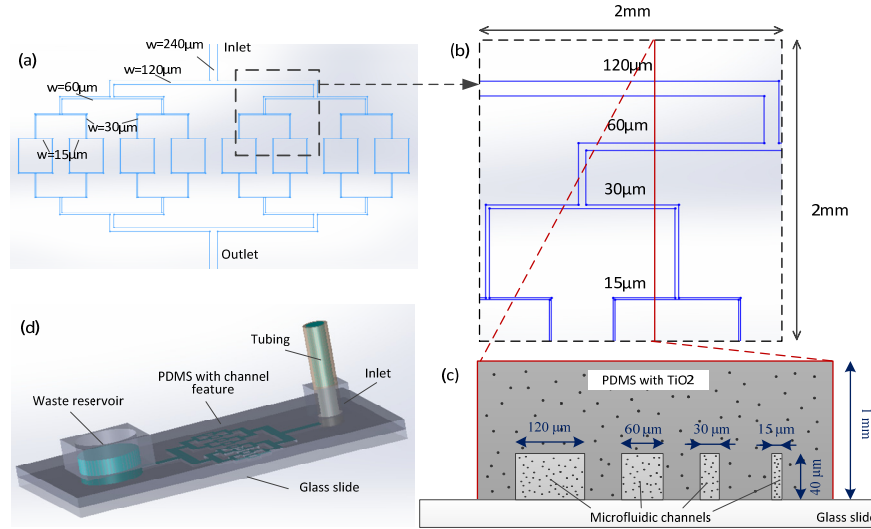 (a)
w=240µm
Inlet
w=120µm
w=60µm
w=30µm
w=15µm
Outlet
2mm
(b)
120µm
60µm
30µm
15µm
2mm
(d)
Tubing
PDMS with channel
feature
Inlet
Waste reservoir
Glass slide
(c)
PDMS with TiO2
120 µm
60 µm
30 µm
15 µm
40 µm
1 mm
Microfluidic channels
Glass slide